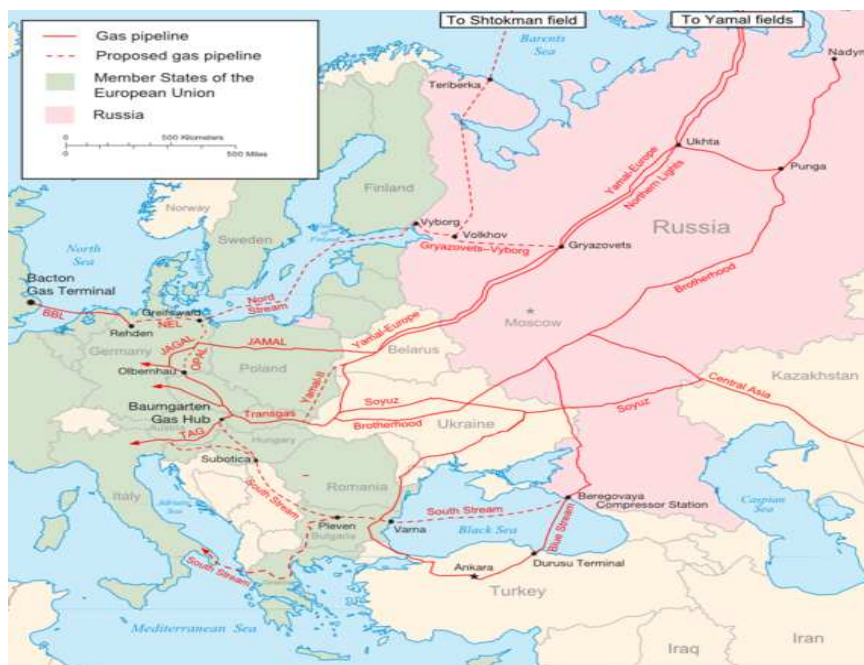 To Shtokman field
To Yamal fields
Gas pipeline
Proposed gas pipeline
Member States of the
European Union
Russia
0 500 Kilometers
0 500 Miles
Barents
Sea
Nadym
Teriberka
Ukhta
Yamal-Europe
Northern Lights
Punga
Finland
Norway
Sweden
Vyborg
Volkhov
Gryazovets
Gryazovets-Vyborg
Russia
North
Sea
Bacton
Gas Terminal
BBL
Rehden
Greifswald
NEL
Nord
Stream
Brotherhood
Moscow
Yamal-Europe
Belarus
JAGAL
JAMAL
OPAL
Germany
Poland
Olbernhau
Yamal-II
Kazakhstan
Central Asia
Baumgarten
Gas Hub
Transgas
Soyuz
Soyuz
Brotherhood
Ukraine
TAG
Austria
Hungary
Subotica
Romania
Italy
Adriatic
Sea
South Stream
Pleven
Bulgaria
Varna
South Stream
Black Sea
Beregovaya
Compressor Station
Blue Stream
Caspian
Sea
South Stream
Ankara
Durusu Terminal
Turkey
Mediterranean Sea
Iraq
Iran